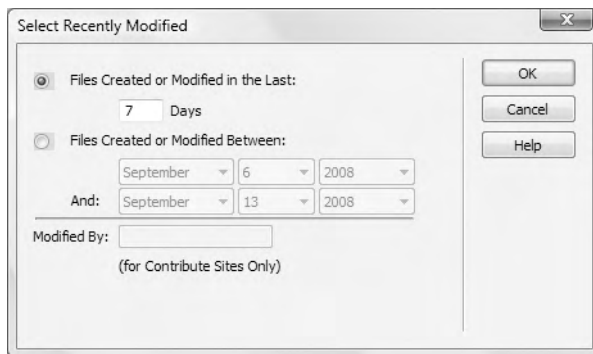 Select Recently Modified
X
Files Created or Modified in the Last:
7 Days
Files Created or Modified Between:
September 6 2008
And: September 13 2008
Modified By:
(for Contribute Sites Only)
OK
Cancel
Help